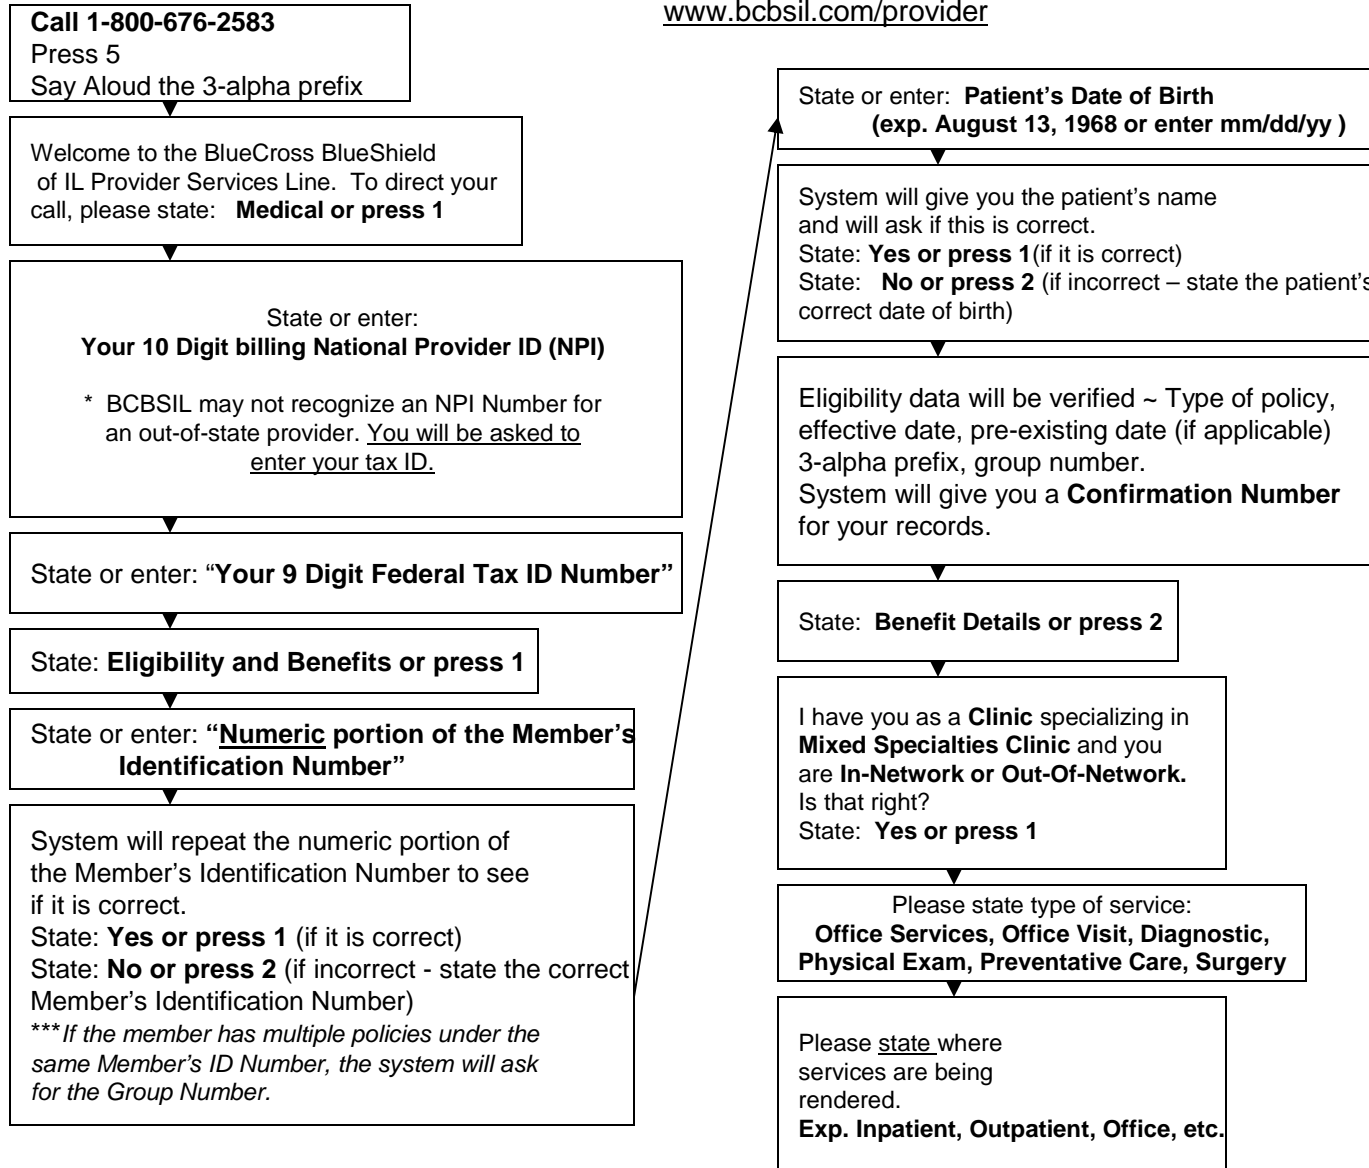 www.bcbsil.com/provider
Call 1-800-676-2583
Press 5
Say Aloud the 3-alpha prefix
Welcome to the BlueCross BlueShield
of IL Provider Services Line. To direct your
call, please state: Medical or press 1
State or enter:
Your 10 Digit billing National Provider ID (NPI)
* BCBSIL may not recognize an NPI Number for
an out-of-state provider. You will be asked to
enter your tax ID.
State or enter: “Your 9 Digit Federal Tax ID Number”
State: Eligibility and Benefits or press 1
State or enter: “Numeric portion of the Member’s
Identification Number”
System will repeat the numeric portion of
the Member’s Identification Number to see
if it is correct.
State: Yes or press 1 (if it is correct)
State: No or press 2 (if incorrect - state the correct
Member’s Identification Number)
***If the member has multiple policies under the
same Member’s ID Number, the system will ask
for the Group Number.
State or enter: Patient’s Date of Birth
(exp. August 13, 1968 or enter mm/dd/yy )
System will give you the patient’s name
and will ask if this is correct.
State: Yes or press 1(if it is correct)
State: No or press 2 (if incorrect – state the patient’s
correct date of birth)
Eligibility data will be verified ~ Type of policy,
effective date, pre-existing date (if applicable)
3-alpha prefix, group number.
System will give you a Confirmation Number
for your records.
State: Benefit Details or press 2
I have you as a Clinic specializing in
Mixed Specialties Clinic and you
are In-Network or Out-Of-Network.
Is that right?
State: Yes or press 1
Please state type of service:
Office Services, Office Visit, Diagnostic,
Physical Exam, Preventative Care, Surgery
Please state where
services are being
rendered.
Exp. Inpatient, Outpatient, Office, etc.